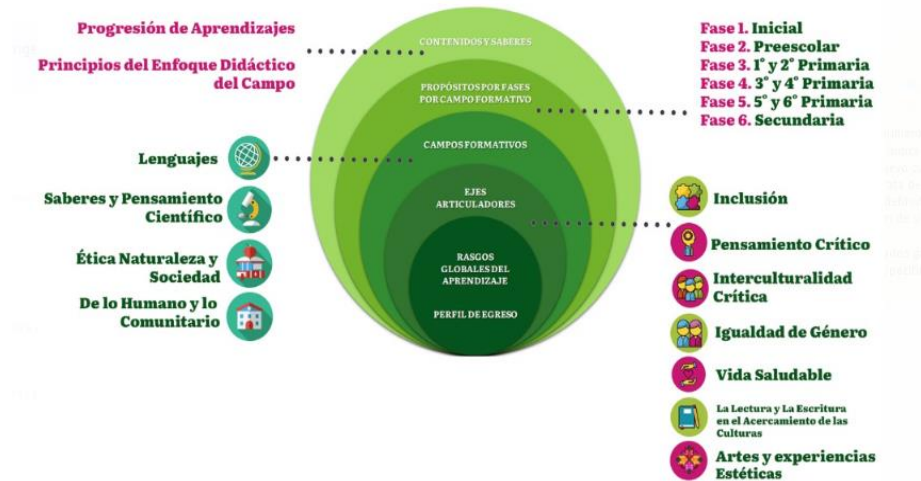 Progresión de Aprendizajes
Principios del Enfoque Didáctico
del Campo
Lenguajes
Saberes y Pensamiento
Científico
Ética Naturaleza y
Sociedad
De lo Humano y lo
Comunitario
CONTENIDOS Y SABERES
PROPÓSITOS POR FASES
POR CAMPO FORMATIVO
CAMPOS FORMATIVOS
EJES
ARTICULADORES
RASGOS
GLOBALES DEL
APRENDIZAJE
PERFIL DE EGRESO
Fase 1. Inicial
Fase 2. Preescolar
Fase 3. 1° y 2° Primaria
Fase 4. 3° y 4° Primaria
Fase 5. 5° y 6° Primaria
Fase 6. Secundaria
Inclusión
Pensamiento Crítico
Interculturalidad
Crítica
Igualdad de Género
Vida Saludable
La Lectura y La Escritura
en el Acercamiento de las
Culturas
Artes y experiencias
Estéticas